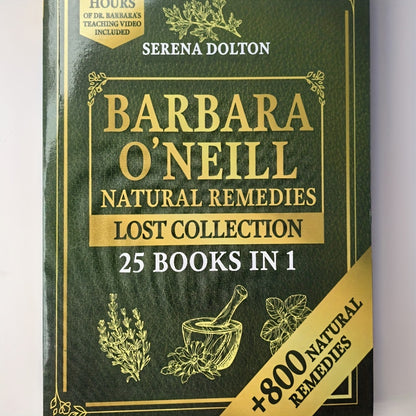 HOURS
OF DR. BARBARA'S
TEACHING VIDEO
INCLUDED
SERENA DOLTON
BARBARA
O'NEILL
NATURAL REMEDIES
LOST COLLECTION
25 BOOKS IN 1
+800 NATURAL
REMEDIES